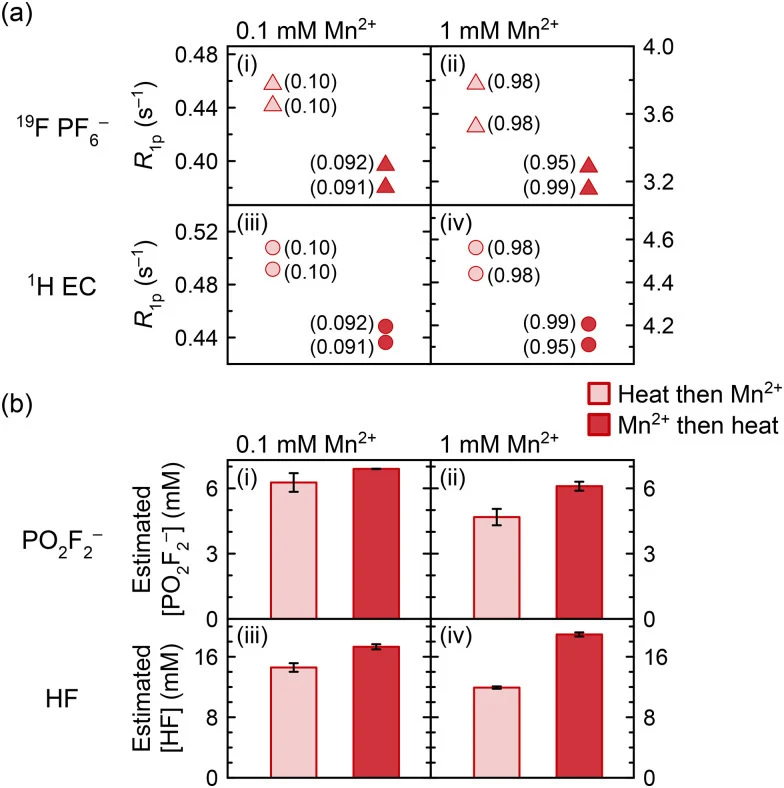 (a)
0.1 mM Mn²⁺ 1 mM Mn²⁺
¹⁹F PF₆⁻
R₁ₚ (s⁻¹)
0.48
0.44
0.40
(i)
(0.10)
(0.10)
(0.092)
(0.091)
(ii)
(0.98)
(0.98)
(0.95)
(0.99)
4.0
3.6
3.2
¹H EC
R₁ₚ (s⁻¹)
0.52
0.48
0.44
(iii)
(0.10)
(0.10)
(0.092)
(0.091)
(iv)
(0.98)
(0.98)
(0.99)
(0.95)
4.6
4.4
4.2
(b)
Heat then Mn²⁺
Mn²⁺ then heat
0.1 mM Mn²⁺ 1 mM Mn²⁺
PO₂F₂⁻
Estimated
[PO₂F₂⁻] (mM)
6
3
0
(i)
(ii)
6
3
0
HF
Estimated
[HF] (mM)
16
8
0
(iii)
(iv)
16
8
0